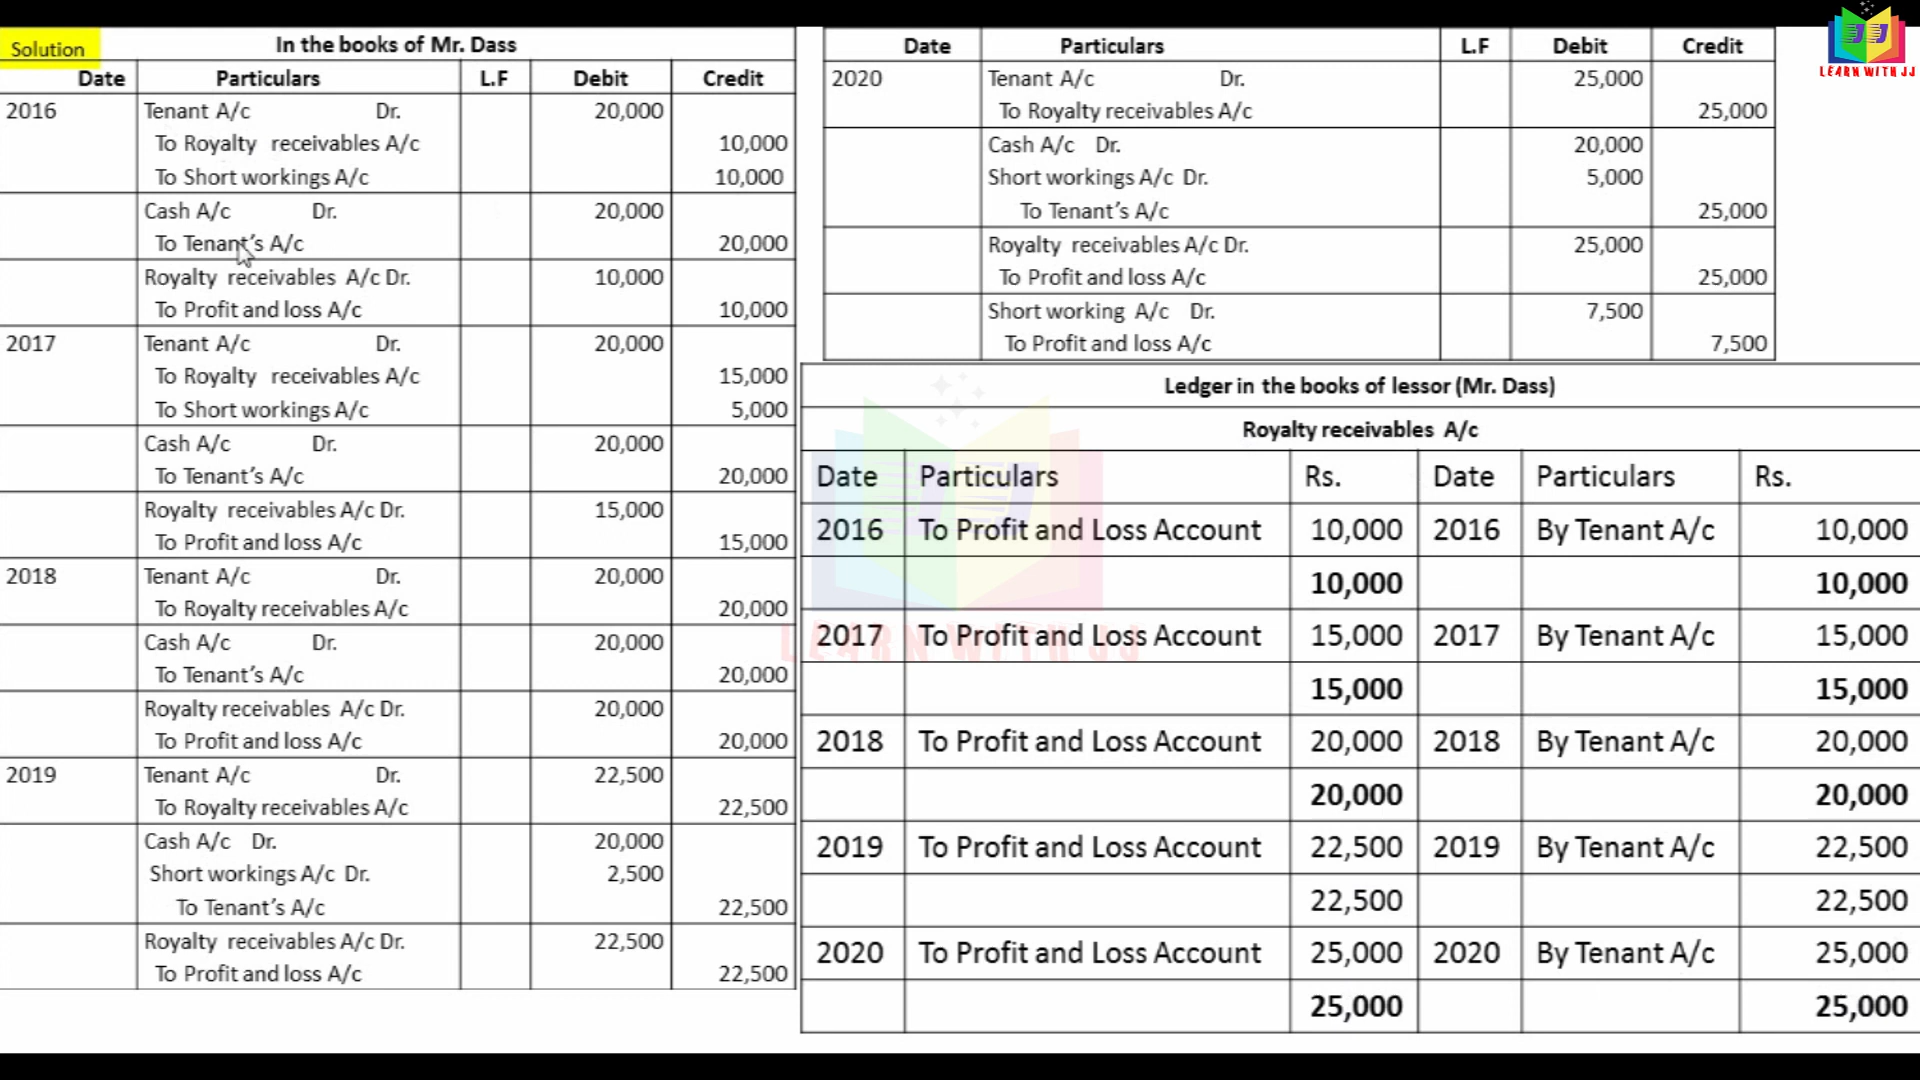 Solution
In the books of Mr. Dass
Date Particulars L.F Debit Credit
2016 Tenant A/c Dr. 20,000
To Royalty receivables A/c 10,000
To Short workings A/c 10,000
Cash A/c Dr. 20,000
To Tenant’s A/c 20,000
Royalty receivables A/c Dr. 10,000
To Profit and loss A/c 10,000
2017 Tenant A/c Dr. 20,000
To Royalty receivables A/c 15,000
To Short workings A/c 5,000
Cash A/c Dr. 20,000
To Tenant’s A/c 20,000
Royalty receivables A/c Dr. 15,000
To Profit and loss A/c 15,000
2018 Tenant A/c Dr. 20,000
To Royalty receivables A/c 20,000
Cash A/c Dr. 20,000
To Tenant’s A/c 20,000
Royalty receivables A/c Dr. 20,000
To Profit and loss A/c 20,000
2019 Tenant A/c Dr. 22,500
To Royalty receivables A/c 22,500
Cash A/c Dr. 20,000
Short workings A/c Dr. 2,500
To Tenant’s A/c 22,500
Royalty receivables A/c Dr. 22,500
To Profit and loss A/c 22,500
Date Particulars L.F Debit Credit
2020 Tenant A/c Dr. 25,000
To Royalty receivables A/c 25,000
Cash A/c Dr. 20,000
Short workings A/c Dr. 5,000
To Tenant’s A/c 25,000
Royalty receivables A/c Dr. 25,000
To Profit and loss A/c 25,000
Short working A/c Dr. 7,500
To Profit and loss A/c 7,500
Ledger in the books of lessor (Mr. Dass)
Royalty receivables A/c
Date Particulars Rs. Date Particulars Rs.
2016 To Profit and Loss Account 10,000 2016 By Tenant A/c 10,000
10,000 10,000
2017 To Profit and Loss Account 15,000 2017 By Tenant A/c 15,000
15,000 15,000
2018 To Profit and Loss Account 20,000 2018 By Tenant A/c 20,000
20,000 20,000
2019 To Profit and Loss Account 22,500 2019 By Tenant A/c 22,500
22,500 22,500
2020 To Profit and Loss Account 25,000 2020 By Tenant A/c 25,000
25,000 25,000
JJ
LEARN WITH JJ
JJ
LEARN WITH JJ